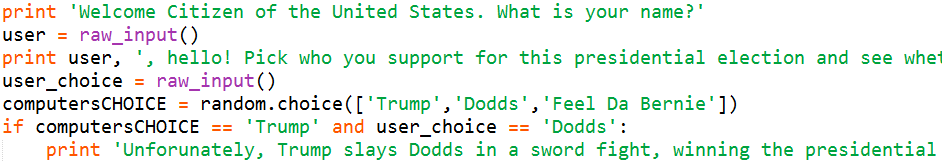 print 'Welcome Citizen of the United States. What is your name?'
user = raw_input()
print user, ', hello! Pick who you support for this presidential election and see
user_choice = raw_input()
computersCHOICE = random.choice(['Trump','Dodds','Feel Da Bernie'])
if computersCHOICE == 'Trump' and user_choice == 'Dodds':
    print 'Unforunately, Trump slays Dodds in a sword fight, winning the presidential